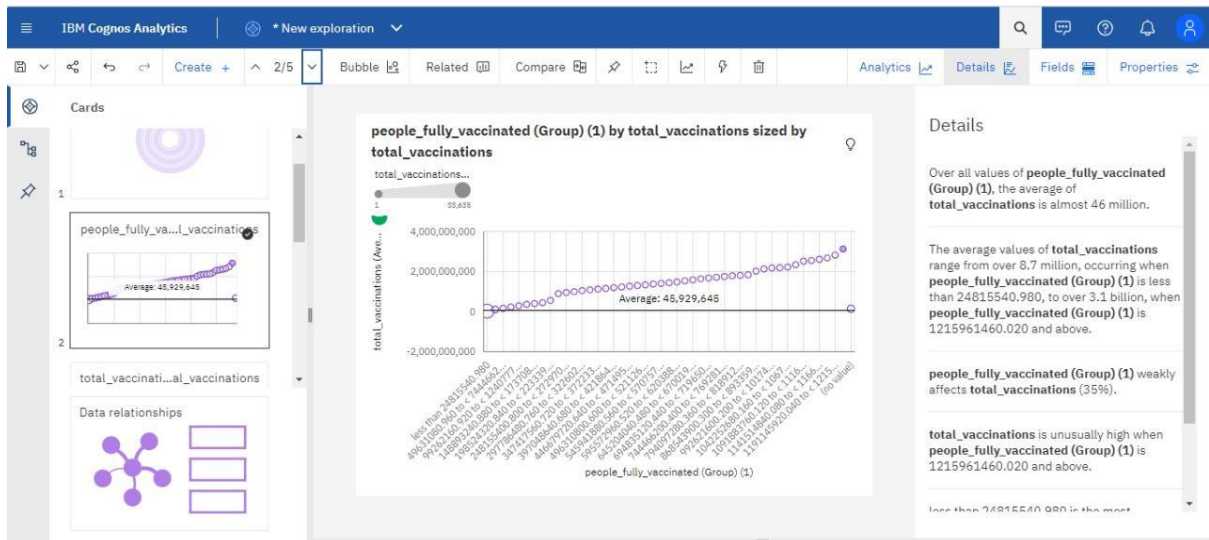 IBM Cognos Analytics
* New exploration
Create +
2/5
Bubble
Related
Compare
Analytics
Details
Fields
Properties
Cards
1
people_fully_va...l_vaccinations
Average: 45,929,645
2
total_vaccinati...al_vaccinations
Data relationships
people_fully_vaccinated (Group) (1) by total_vaccinations sized by
total_vaccinations
total_vaccinations...
1
33,635
total_vaccinations (Ave...
4,000,000,000
2,000,000,000
0
-2,000,000,000
Average: 45,929,645
less than 24815540.980
(no value)
people_fully_vaccinated (Group) (1)
Details
Over all values of people_fully_vaccinated
(Group) (1), the average of
total_vaccinations is almost 46 million.
The average values of total_vaccinations
range from over 8.7 million, occurring when
people_fully_vaccinated (Group) (1) is less
than 24815540.980, to over 3.1 billion, when
people_fully_vaccinated (Group) (1) is
1215961460.020 and above.
people_fully_vaccinated (Group) (1) weakly
affects total_vaccinations (35%).
total_vaccinations is unusually high when
people_fully_vaccinated (Group) (1) is
1215961460.020 and above.
less than 24815540.980 is the most